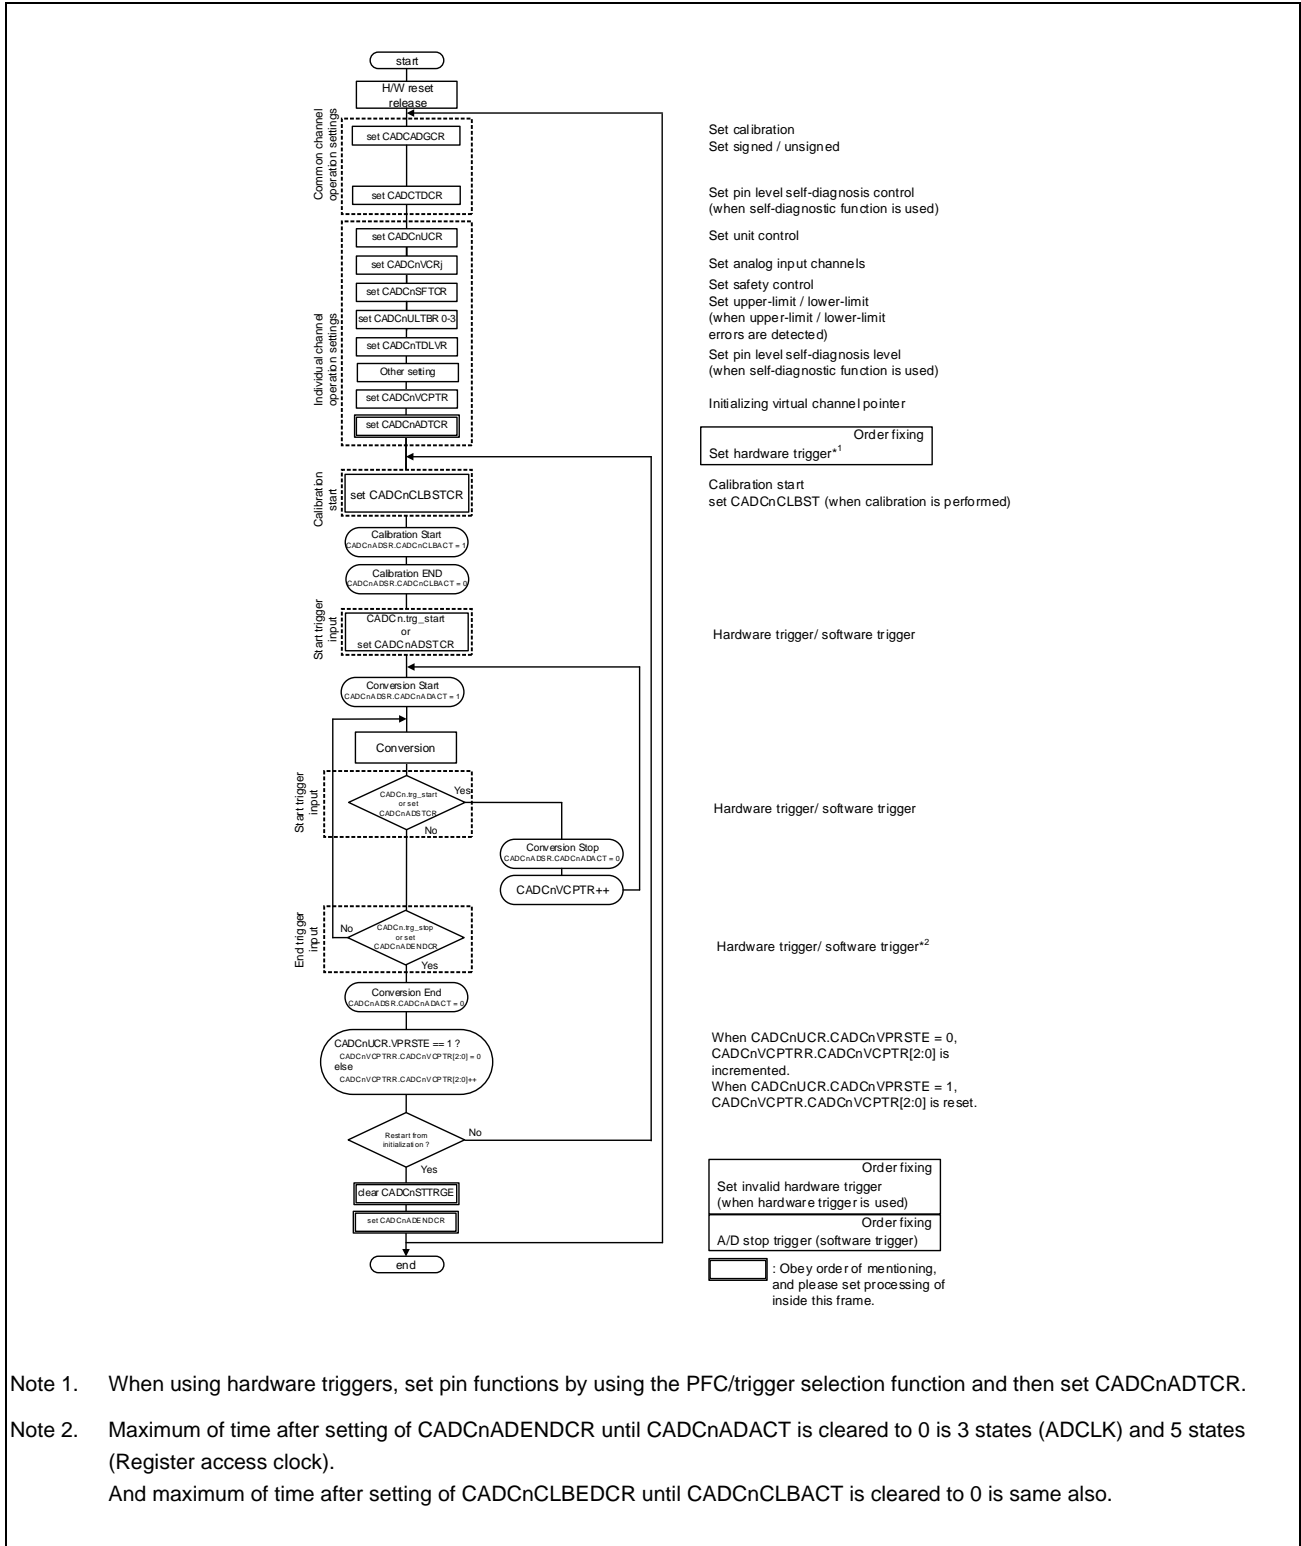 start
H/W reset
release
Common channel
operation settings
set CADCADGCR
Set calibration
Set signed / unsigned
set CADCTDCR
Set pin level self-diagnosis control
(when self-diagnostic function is used)
Individual channel
operation settings
set CADCnUCR
Set unit control
set CADCnVCRj
Set analog input channels
set CADCnSFTCR
Set safety control
set CADCnULTBR 0-3
Set upper-limit / lower-limit
(when upper-limit / lower-limit
errors are detected)
set CADCnTDLVR
Set pin level self-diagnosis level
(when self-diagnostic function is used)
Other setting
set CADCnVCPTR
Initializing virtual channel pointer
set CADCnADTCR
Order fixing
Set hardware trigger*1
Calibration
start
set CADCnCLBSTCR
Calibration start
set CADCnCLBST (when calibration is performed)
Calibration Start
CADCnADSR.CADCnCLBACT = 1
Calibration END
CADCnADSR.CADCnCLBACT = 0
Start trigger
input
CADCn.trg_start
or
set CADCnADSTCR
Hardware trigger/ software trigger
Conversion Start
CADCnADSR.CADCnADACT = 1
Conversion
Start trigger
input
CADCn.trg_start
or set
CADCnADSTCR
Yes
No
Hardware trigger/ software trigger
Conversion Stop
CADCnADSR.CADCnADACT = 0
CADCnVCPTR++
End trigger
input
No
CADCn.trg_stop
or set
CADCnADENDCR
Yes
Hardware trigger/ software trigger*2
Conversion End
CADCnADSR.CADCnADACT = 0
CADCnUCR.VPRSTE == 1 ?
CADCnVCPTRR.CADCnVCPTR[2:0] = 0
else
CADCnVCPTRR.CADCnVCPTR[2:0]++
When CADCnUCR.CADCnVPRSTE = 0,
CADCnVCPTRR.CADCnVCPTR[2:0] is
incremented.
When CADCnUCR.CADCnVPRSTE = 1,
CADCnVCPTR.CADCnVCPTR[2:0] is reset.
Restart from
initialization ?
No
Yes
clear CADCnSTTRGE
Order fixing
Set invalid hardware trigger
(when hardware trigger is used)
set CADCnADENDCR
Order fixing
A/D stop trigger (software trigger)
end
: Obey order of mentioning,
and please set processing of
inside this frame.
Note 1. When using hardware triggers, set pin functions by using the PFC/trigger selection function and then set CADCnADTCR.
Note 2. Maximum of time after setting of CADCnADENDCR until CADCnADACT is cleared to 0 is 3 states (ADCLK) and 5 states
(Register access clock).
And maximum of time after setting of CADCnCLBEDCR until CADCnCLBACT is cleared to 0 is same also.